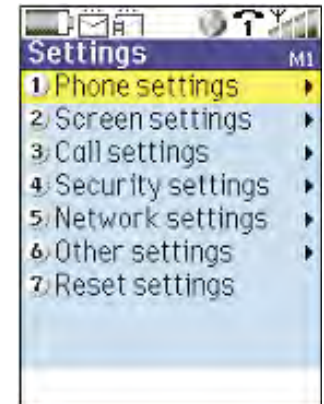 Settings M1
1 Phone settings
2 Screen settings
3 Call settings
4 Security settings
5 Network settings
6 Other settings
7 Reset settings